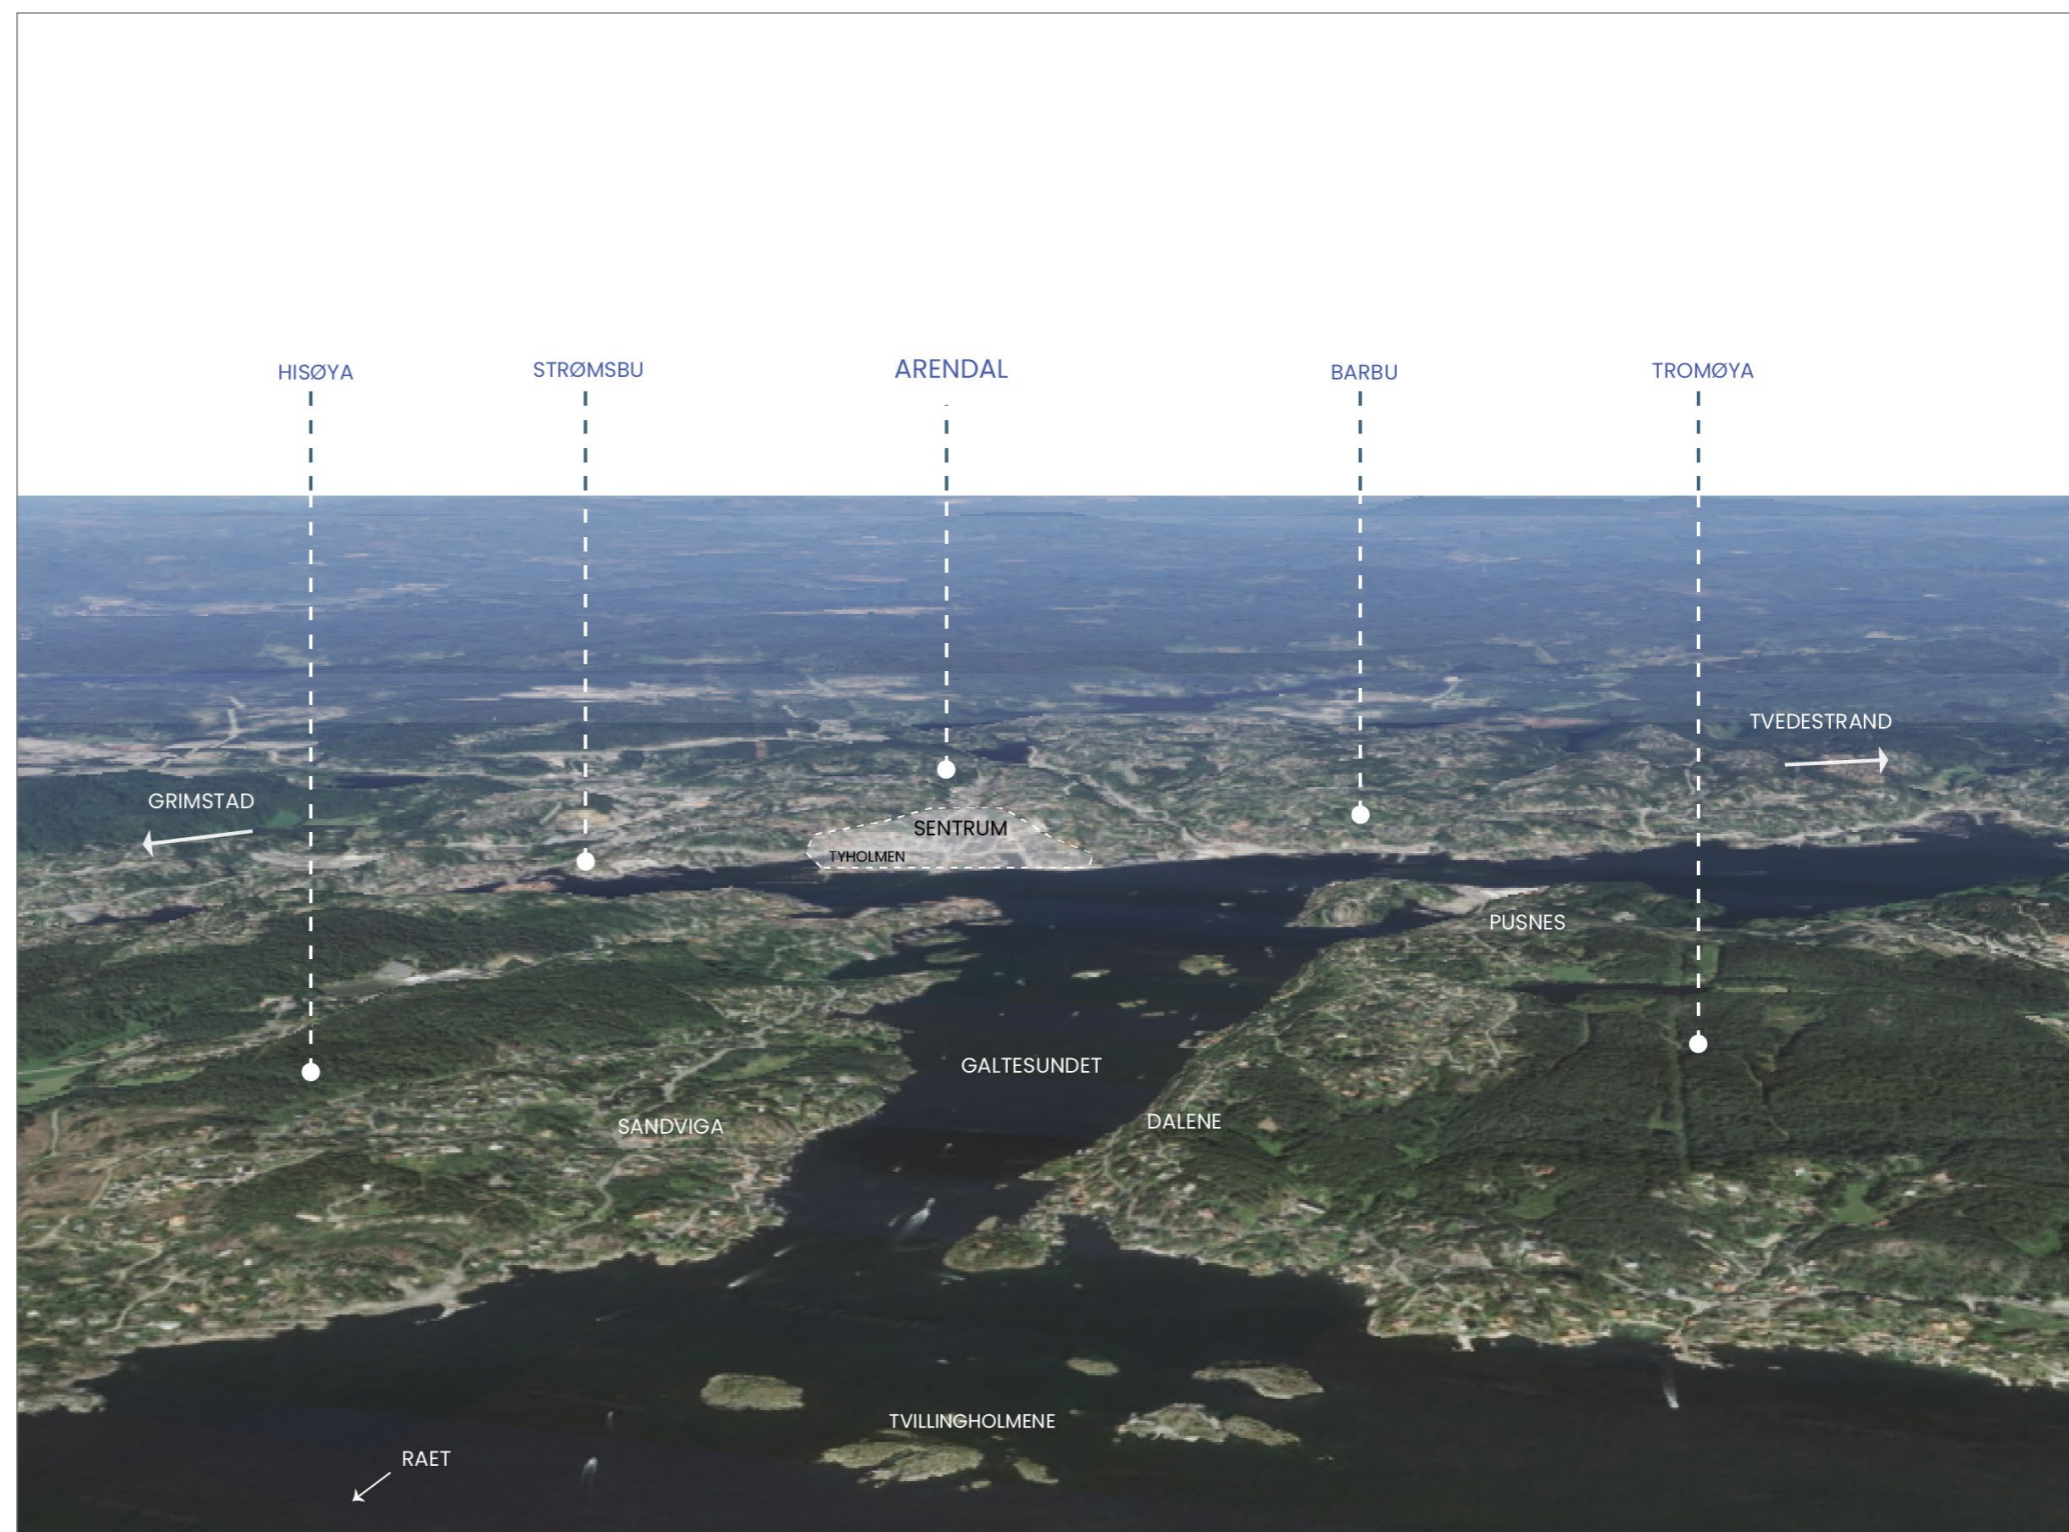 HISØYA
STRØMSBU
ARENDAL
BARBU
TROMØYA
TVEDESTRAND
GRIMSTAD
SENTRUM
TYHOLMEN
PUSNES
GALTESUNDET
SANDVIGA
DALENE
TVILLINGHOLMENE
RAET